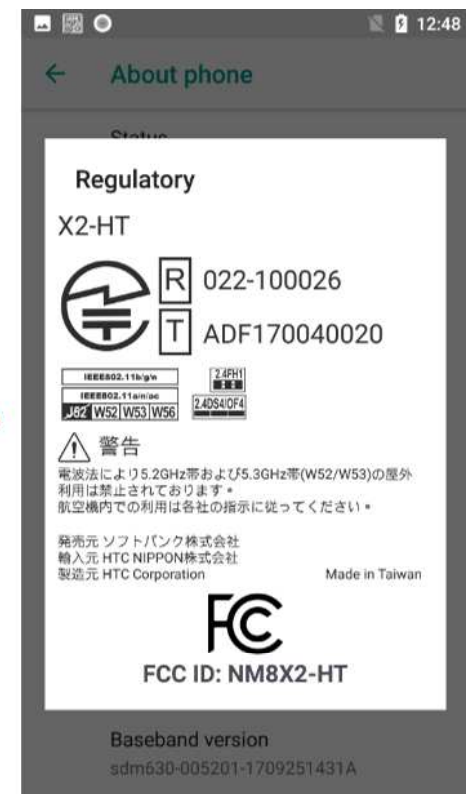 12:48
About phone
Status
Regulatory
X2-HT
R 022-100026
T ADF170040020
IEEE802.11b/g/n
2.4FH1
IEEE802.11a/n/ac
J52 W52 W53 W56
2.4DS4/OF4
警告
電波法により5.2GHz帯および5.3GHz帯(W52/W53)の屋外
利用は禁止されております。
航空機内での利用は各社の指示に従ってください。
発売元 ソフトバンク株式会社
輸入元 HTC NIPPON株式会社
製造元 HTC Corporation
Made in Taiwan
FC
FCC ID: NM8X2-HT
Baseband version
sdm630-005201-1709251431A